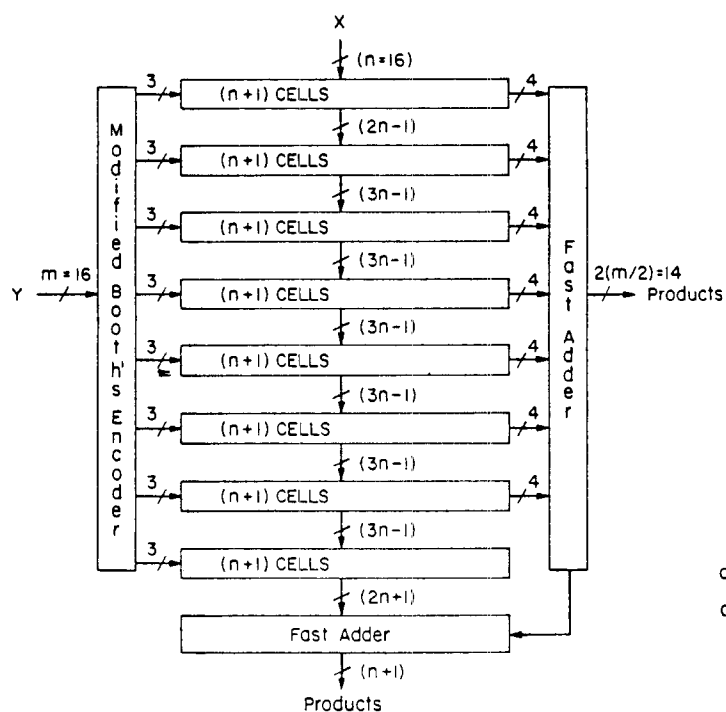 X
(n=16)
3
(n+1) CELLS
4
(2n-1)
3
(n+1) CELLS
4
(3n-1)
3
(n+1) CELLS
4
(3n-1)
Y
m=16
Modified Booth's Encoder
3
(n+1) CELLS
4
Fast Adder
2(m/2)=14
Products
(3n-1)
3
(n+1) CELLS
4
(3n-1)
3
(n+1) CELLS
4
(3n-1)
3
(n+1) CELLS
4
(3n-1)
3
(n+1) CELLS
(2n+1)
Fast Adder
(n+1)
Products